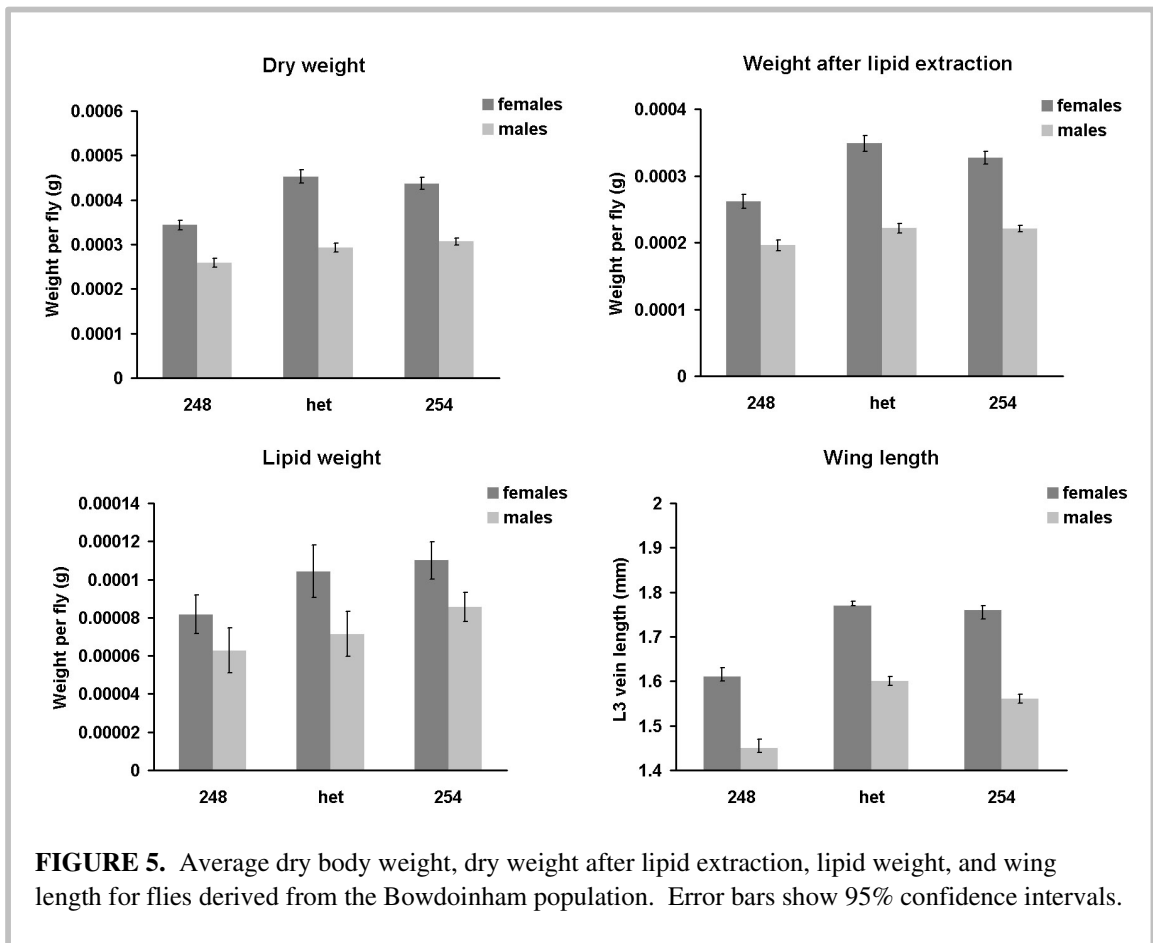 Dry weight
females
males
Weight per fly (g)
0.0006
0.0005
0.0004
0.0003
0.0002
0.0001
0
248 het 254
Weight after lipid extraction
females
males
Weight per fly (g)
0.0004
0.0003
0.0002
0.0001
0
248 het 254
Lipid weight
females
males
Weight per fly (g)
0.00014
0.00012
0.0001
0.00008
0.00006
0.00004
0.00002
0
248 het 254
Wing length
females
males
L3 vein length (mm)
2
1.9
1.8
1.7
1.6
1.5
1.4
248 het 254
FIGURE 5. Average dry body weight, dry weight after lipid extraction, lipid weight, and wing
length for flies derived from the Bowdoinham population. Error bars show 95% confidence intervals.